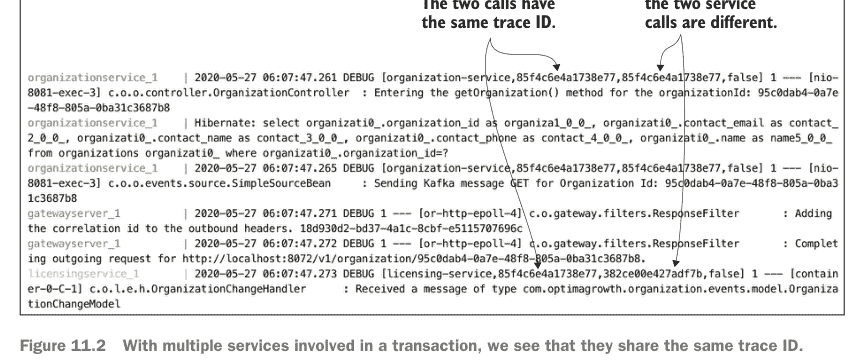 The two calls have
the same trace ID.
the two service
calls are different.
organizationservice_1 | 2020-05-27 06:07:47.261 DEBUG [organization-service,85f4c6e4a1738e77,85f4c6e4a1738e77,false] 1 --- [nio-
8081-exec-3] c.o.o.controller.OrganizationController : Entering the getOrganization() method for the organizationId: 95c0dab4-0a7e
-48f8-805a-0ba31c3687b8
organizationservice_1 | Hibernate: select organizati0_.organization_id as organiza1_0_0_, organizati0_.contact_email as contact_
2_0_0_, organizati0_.contact_name as contact_3_0_0_, organizati0_.contact_phone as contact_4_0_0_, organizati0_.name as name5_0_0_
from organizations organizati0_ where organizati0_.organization_id=?
organizationservice_1 | 2020-05-27 06:07:47.265 DEBUG [organization-service,85f4c6e4a1738e77,85f4c6e4a1738e77,false] 1 --- [nio-
8081-exec-3] c.o.o.events.source.SimpleSourceBean : Sending Kafka message GET for Organization Id: 95c0dab4-0a7e-48f8-805a-0ba3
1c3687b8
gatewayserver_1 | 2020-05-27 06:07:47.271 DEBUG 1 --- [or-http-epoll-4] c.o.gateway.filters.ResponseFilter : Adding
the correlation id to the outbound headers. 18d930d2-bd37-4a1c-8cbf-e5115707696c
gatewayserver_1 | 2020-05-27 06:07:47.272 DEBUG 1 --- [or-http-epoll-4] c.o.gateway.filters.ResponseFilter : Complet
ing outgoing request for http://localhost:8072/v1/organization/95c0dab4-0a7e-48f8-805a-0ba31c3687b8.
licensingservice_1 | 2020-05-27 06:07:47.273 DEBUG [licensing-service,85f4c6e4a1738e77,382ce00e427adf7b,false] 1 --- [contain
er-0-C-1] c.o.l.e.h.OrganizationChangeHandler : Received a message of type com.optimagrowth.organization.events.model.Organiza
tionChangeModel
Figure 11.2 With multiple services involved in a transaction, we see that they share the same trace ID.